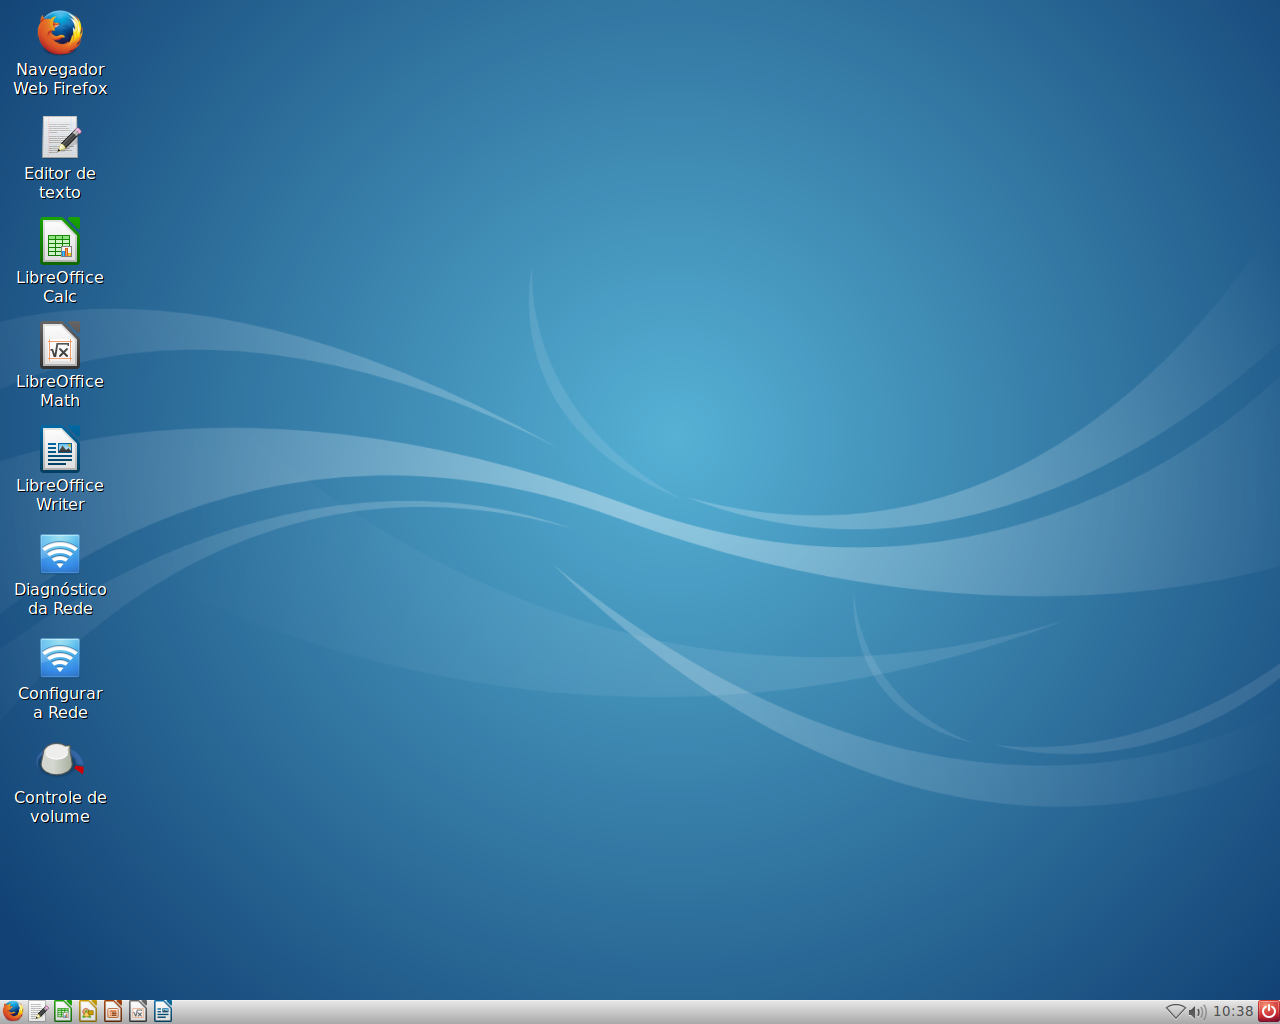 Navegador
Web Firefox
Editor de
texto
LibreOffice
Calc
LibreOffice
Math
LibreOffice
Writer
Diagnóstico
da Rede
Configurar
a Rede
Controle de
volume
10:38